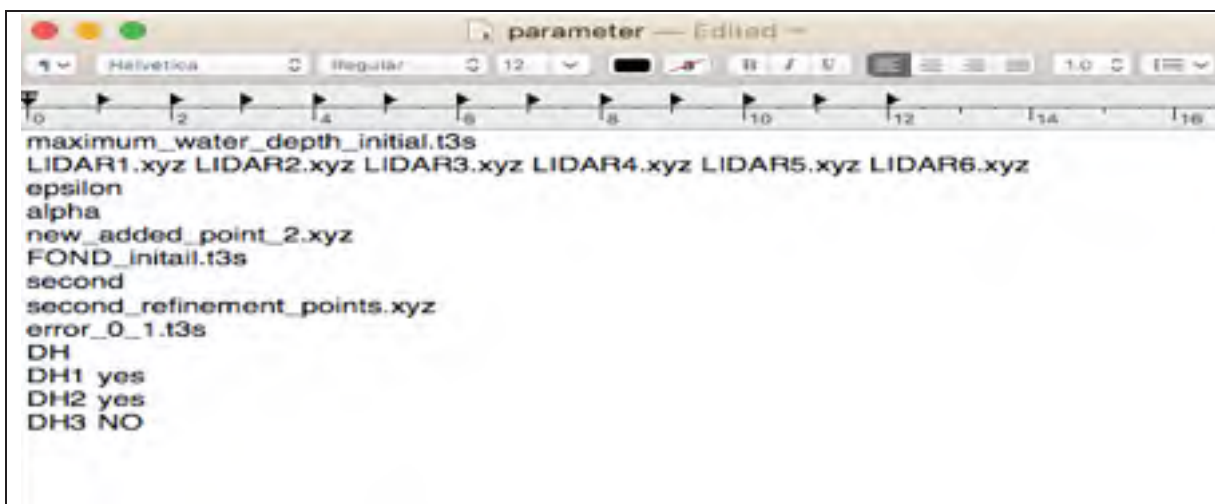 parameter — Edited
Helvetica Regular 12 a B I U 1.0
0 2 4 6 8 10 12 14 16
maximum_water_depth_initial.t3s
LIDAR1.xyz LIDAR2.xyz LIDAR3.xyz LIDAR4.xyz LIDAR5.xyz LIDAR6.xyz
epsilon
alpha
new_added_point_2.xyz
FOND_initail.t3s
second
second_refinement_points.xyz
error_0_1.t3s
DH
DH1 yes
DH2 yes
DH3 NO